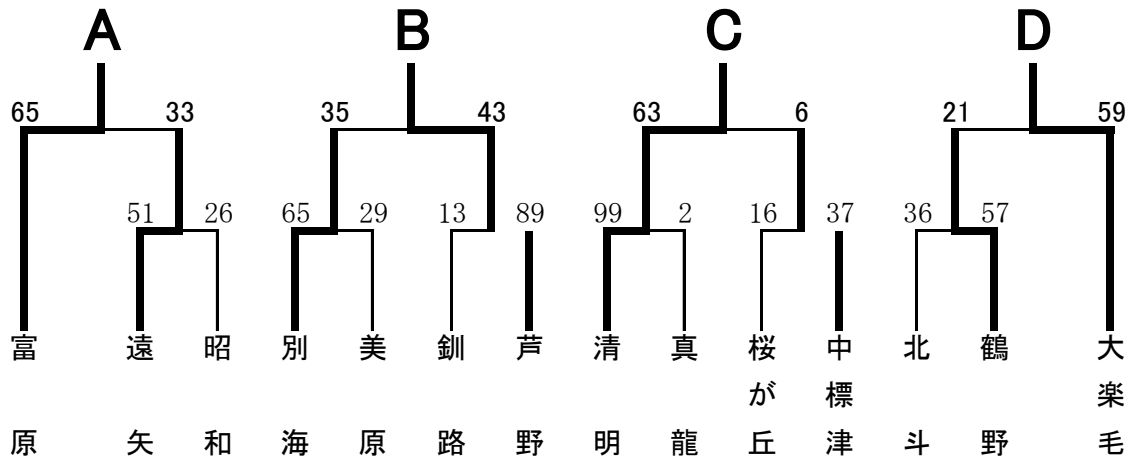 A B C D
65 33 35 43 63 6 21 59
51 26 65 29 13 89 99 2 16 37 36 57
富原
遠矢
昭和
別海
美原
釧路
芦野
清明
真龍
桜が丘
中標津
北斗
鶴野
大楽毛